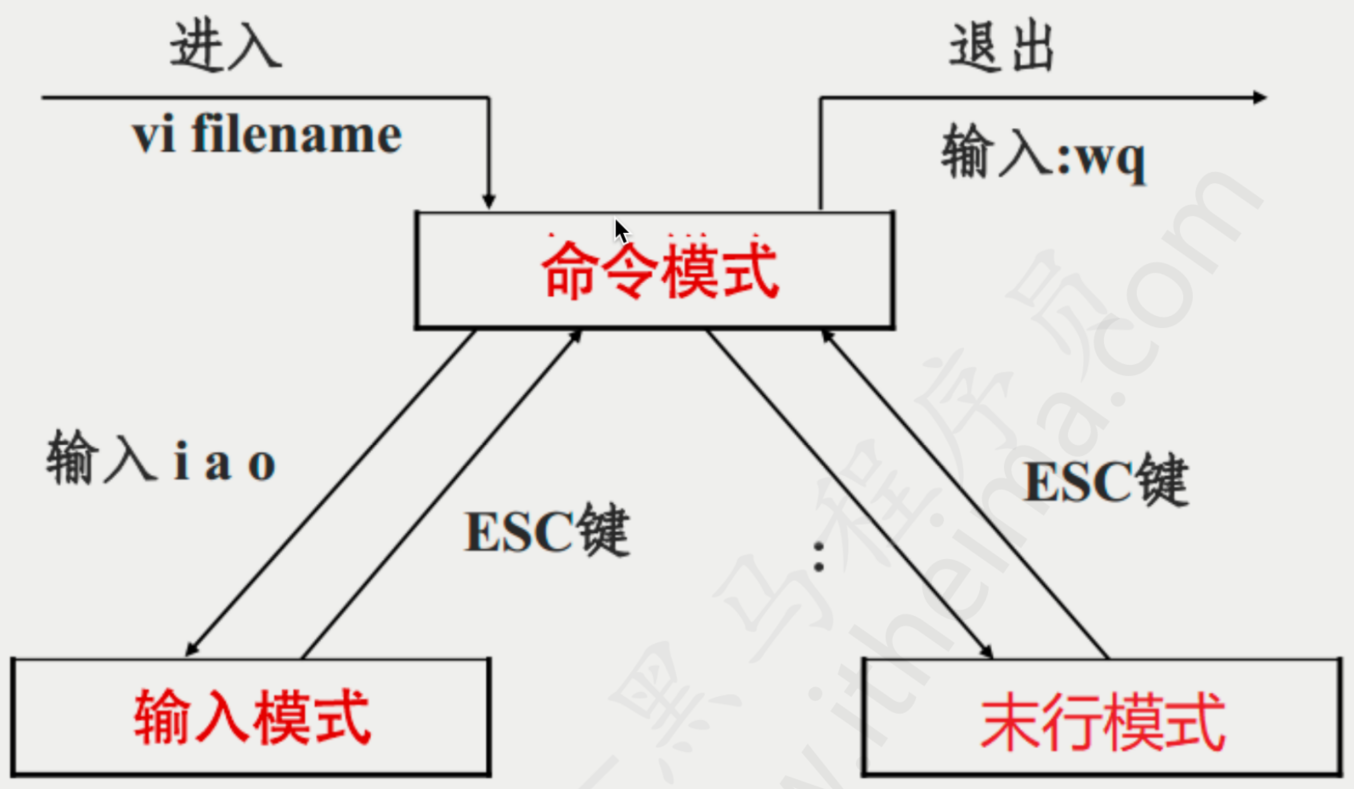 进入
vi filename
退出
输入:wq
命令模式
输入 i a o
ESC键
:
ESC键
输入模式
末行模式
黑马程序员
itheima.com